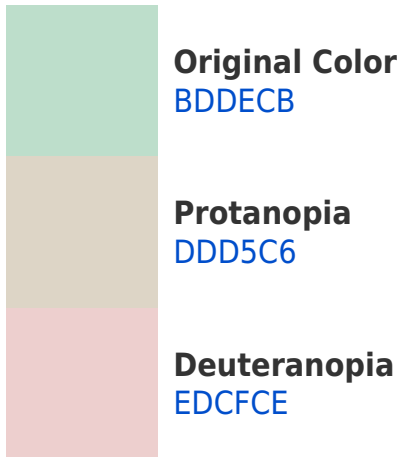 Original Color
BDDECB
Protanopia
DDD5C6
Deuteranopia
EDCFCE